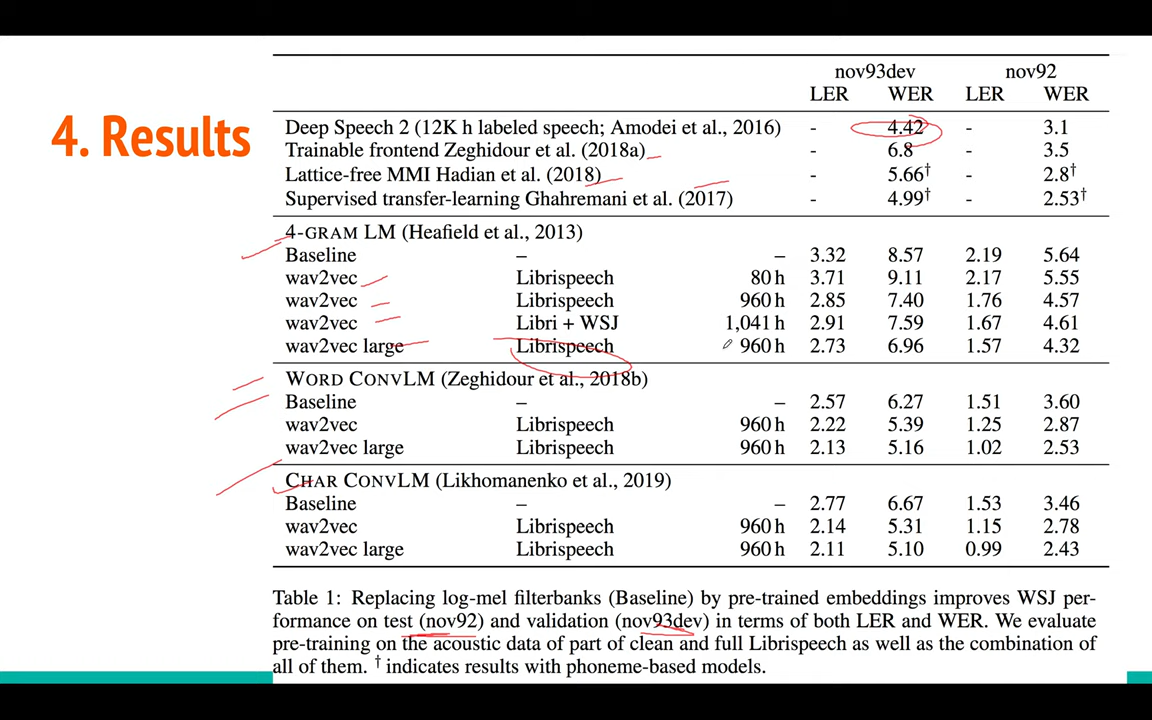 4. Results
nov93dev nov92
LER WER LER WER
Deep Speech 2 (12K h labeled speech; Amodei et al., 2016) - 4.42 - 3.1
Trainable frontend Zeghidour et al. (2018a) - 6.8 - 3.5
Lattice-free MMI Hadian et al. (2018) - 5.66† - 2.8†
Supervised transfer-learning Ghahremani et al. (2017) - 4.99† - 2.53†
4-GRAM LM (Heafield et al., 2013)
Baseline – – 3.32 8.57 2.19 5.64
wav2vec Librispeech 80 h 3.71 9.11 2.17 5.55
wav2vec Librispeech 960 h 2.85 7.40 1.76 4.57
wav2vec Libri + WSJ 1,041 h 2.91 7.59 1.67 4.61
wav2vec large Librispeech 960 h 2.73 6.96 1.57 4.32
WORD CONVLM (Zeghidour et al., 2018b)
Baseline – – 2.57 6.27 1.51 3.60
wav2vec Librispeech 960 h 2.22 5.39 1.25 2.87
wav2vec large Librispeech 960 h 2.13 5.16 1.02 2.53
CHAR CONVLM (Likhomanenko et al., 2019)
Baseline – – 2.77 6.67 1.53 3.46
wav2vec Librispeech 960 h 2.14 5.31 1.15 2.78
wav2vec large Librispeech 960 h 2.11 5.10 0.99 2.43
Table 1: Replacing log-mel filterbanks (Baseline) by pre-trained embeddings improves WSJ per-
formance on test (nov92) and validation (nov93dev) in terms of both LER and WER. We evaluate
pre-training on the acoustic data of part of clean and full Librispeech as well as the combination of
all of them. † indicates results with phoneme-based models.